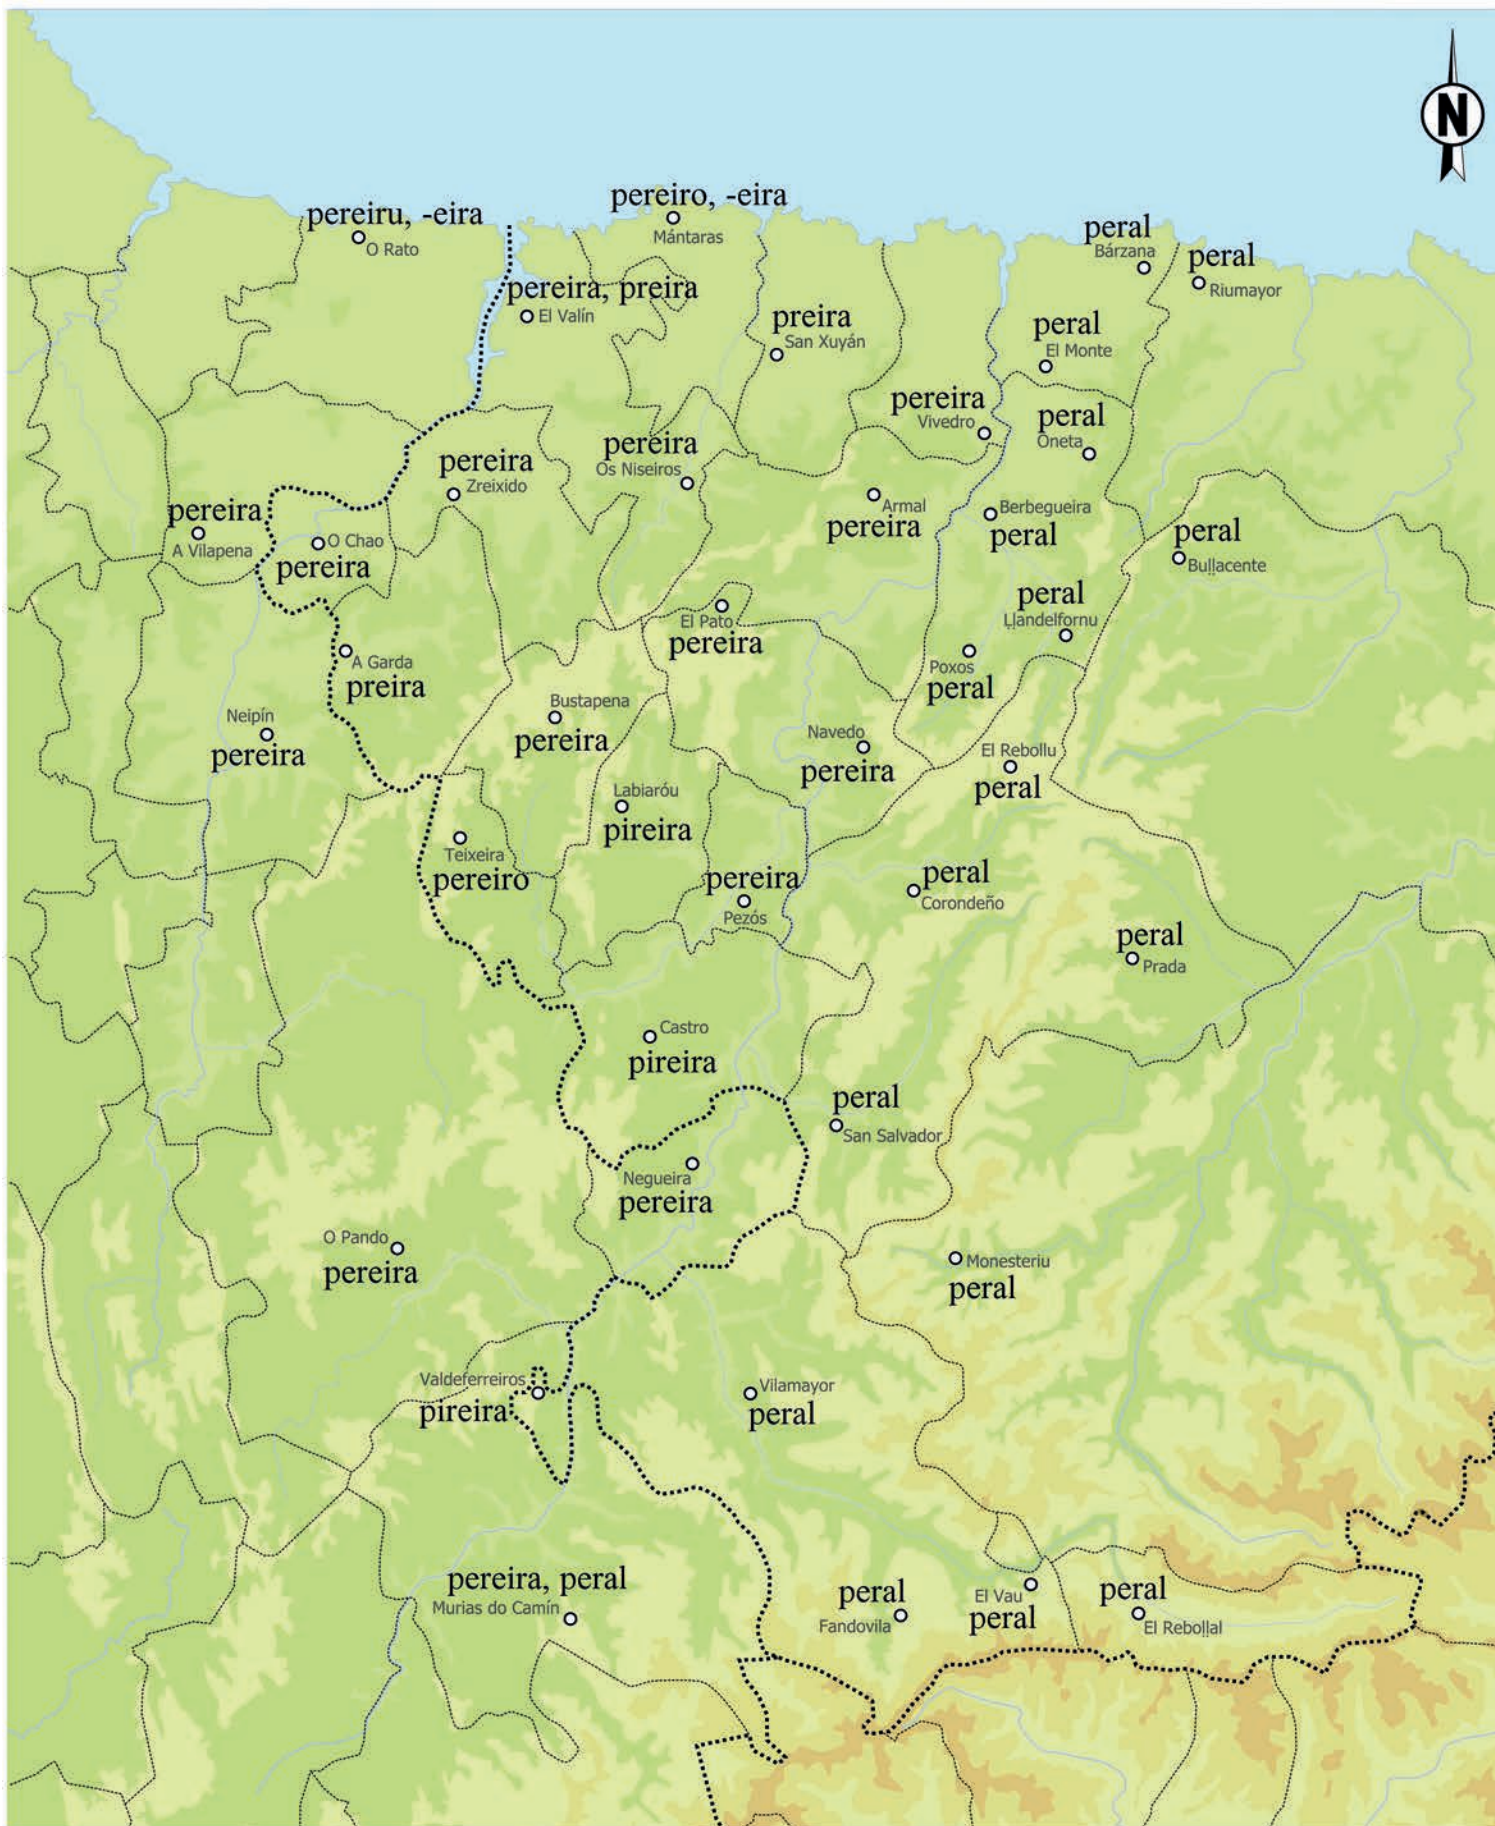 N
pereiro, -eira
Mántaras
pereiru, -eira
O Rato
peral
Bárzana
peral
Riumayor
pereira, preira
El Valín
preira
San Xuyán
peral
El Monte
pereira
Vivedro
peral
Oneta
pereira
Os Niseiros
pereira
Zreixido
Armal
pereira
Berbegueira
peral
pereira
A Vilapena
O Chao
pereira
peral
Buḷḷacente
peral
Ḷḷandelfornu
El Pato
pereira
A Garda
preira
Poxos
peral
Bustapena
pereira
Neipín
pereira
Navedo
pereira
El Rebollu
peral
Labiaróu
pireira
Teixeira
pereiro
pereira
Pezós
peral
Corondeño
peral
Prada
Castro
pireira
peral
San Salvador
Negueira
pereira
O Pando
pereira
Monesteriu
peral
Valdeferreiros
pireira
Vilamayor
peral
pereira, peral
Murias do Camín
peral
Fandovila
El Vau
peral
peral
El Reboḷḷal